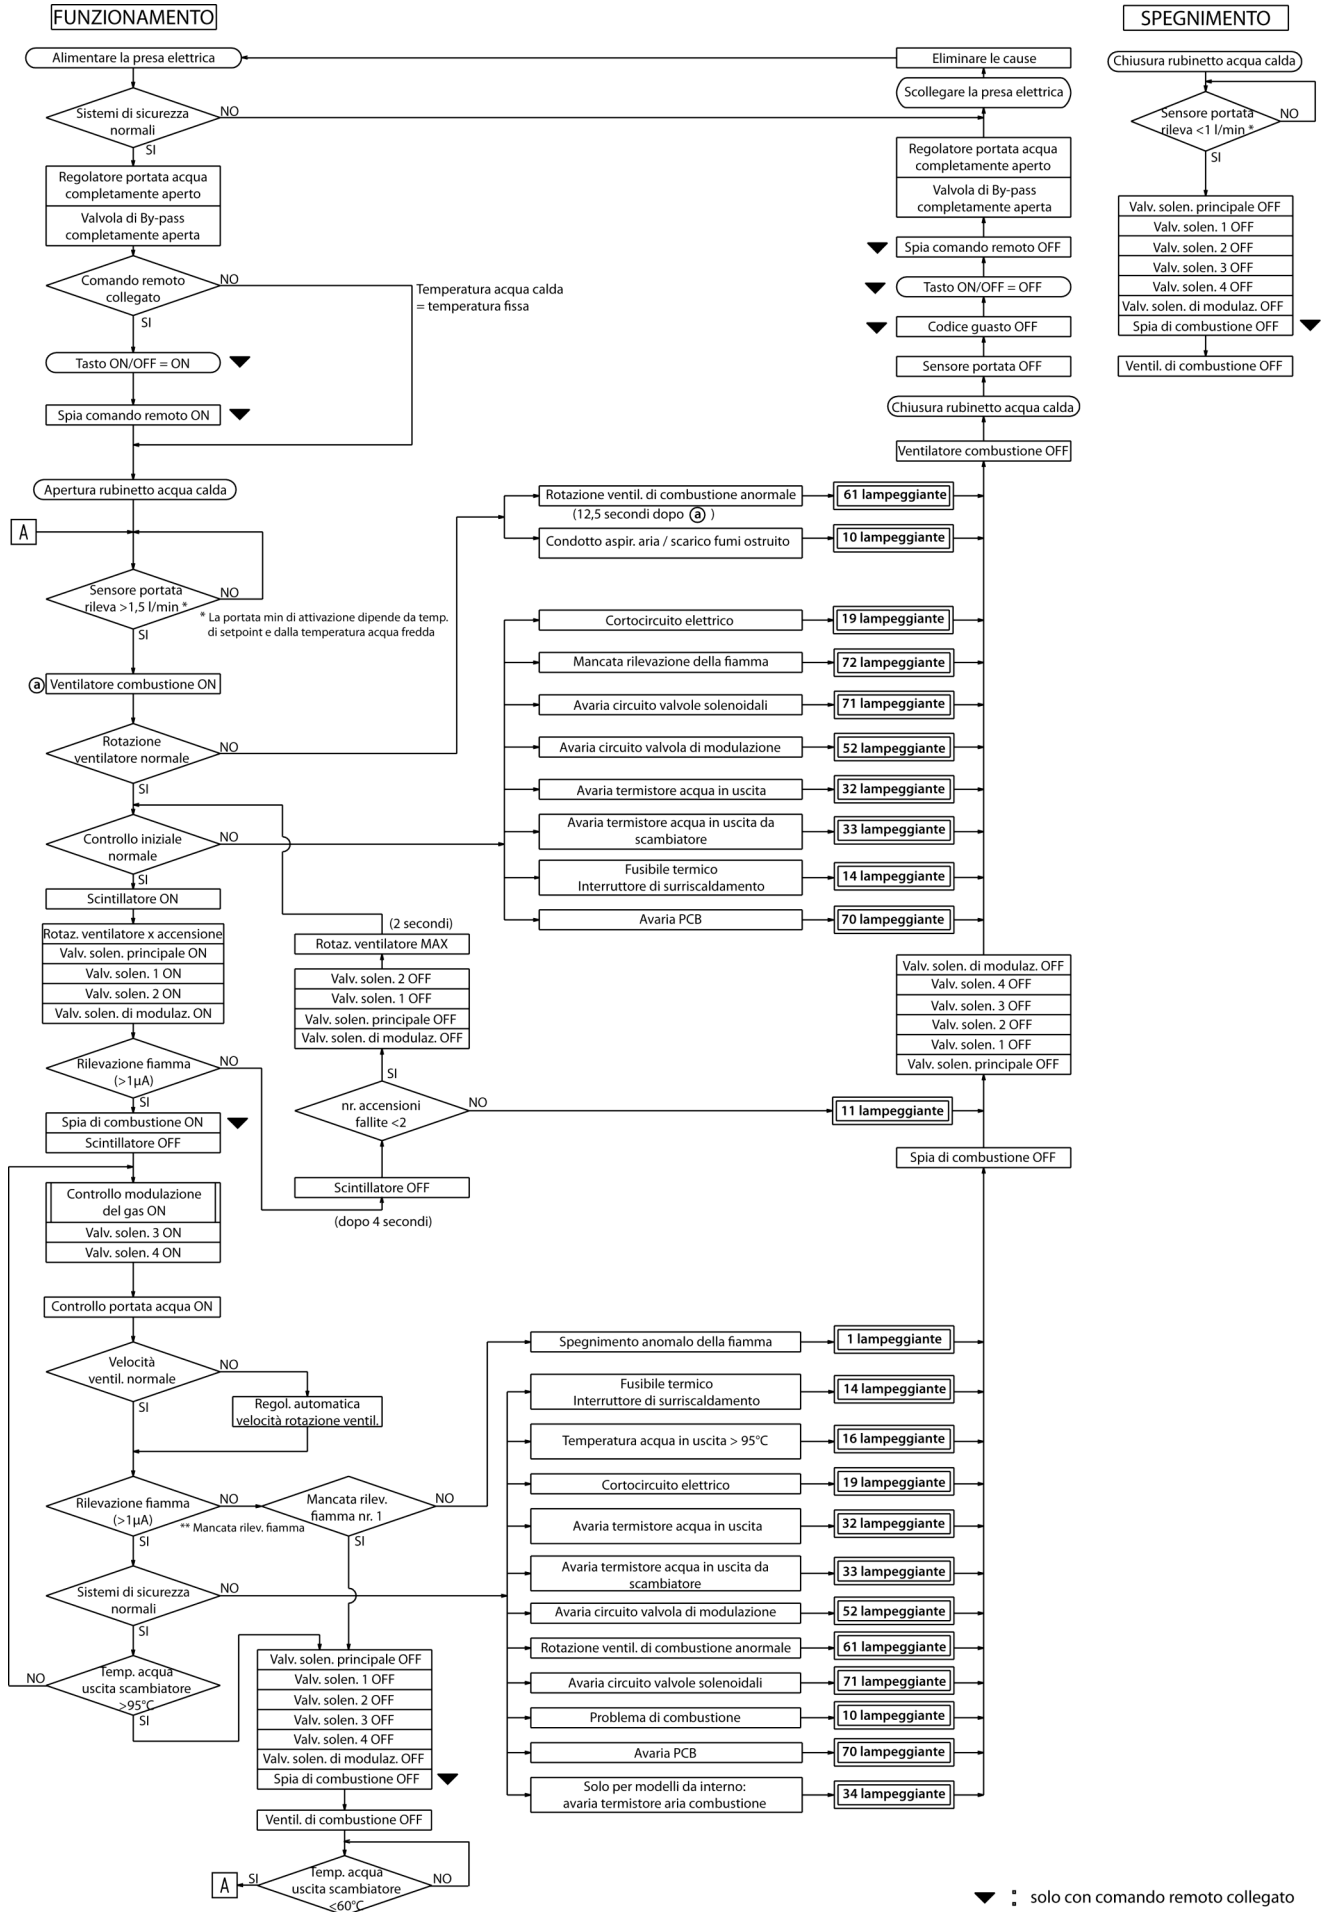 FUNZIONAMENTO
Alimentare la presa elettrica
Sistemi di sicurezza
normali
NO
SI
Regolatore portata acqua
completamente aperto
Valvola di By-pass
completamente aperta
Comando remoto
collegato
NO
SI
Temperatura acqua calda
= temperatura fissa
Tasto ON/OFF = ON
Spia comando remoto ON
Apertura rubinetto acqua calda
A
Sensore portata
rileva >1,5 l/min *
NO
SI
* La portata min di attivazione dipende da temp.
di setpoint e dalla temperatura acqua fredda
a
Ventilatore combustione ON
Rotazione
ventilatore normale
NO
SI
Controllo iniziale
normale
NO
SI
Scintillatore ON
Rotaz. ventilatore x accensione
Valv. solen. principale ON
Valv. solen. 1 ON
Valv. solen. 2 ON
Valv. solen. di modulaz. ON
Rilevazione fiamma
(>1µA)
NO
SI
Spia di combustione ON
Scintillatore OFF
Controllo modulazione
del gas ON
Valv. solen. 3 ON
Valv. solen. 4 ON
Controllo portata acqua ON
Velocità
ventil. normale
NO
SI
Regol. automatica
velocità rotazione ventil.
Rilevazione fiamma
(>1µA)
NO
** Mancata rilev. fiamma
SI
Mancata rilev.
fiamma nr. 1
NO
SI
Sistemi di sicurezza
normali
NO
SI
Temp. acqua
uscita scambiatore
>95°C
NO
SI
Valv. solen. principale OFF
Valv. solen. 1 OFF
Valv. solen. 2 OFF
Valv. solen. 3 OFF
Valv. solen. 4 OFF
Valv. solen. di modulaz. OFF
Spia di combustione OFF
Ventil. di combustione OFF
Temp. acqua
uscita scambiatore
<60°C
SI
NO
A
(2 secondi)
Rotaz. ventilatore MAX
Valv. solen. 2 OFF
Valv. solen. 1 OFF
Valv. solen. principale OFF
Valv. solen. di modulaz. OFF
SI
nr. accensioni
fallite <2
NO
Scintillatore OFF
(dopo 4 secondi)
Rotazione ventil. di combustione anormale
(12,5 secondi dopo a )
61 lampeggiante
Condotto aspir. aria / scarico fumi ostruito
10 lampeggiante
Cortocircuito elettrico
19 lampeggiante
Mancata rilevazione della fiamma
72 lampeggiante
Avaria circuito valvole solenoidali
71 lampeggiante
Avaria circuito valvola di modulazione
52 lampeggiante
Avaria termistore acqua in uscita
32 lampeggiante
Avaria termistore acqua in uscita da
scambiatore
33 lampeggiante
Fusibile termico
Interruttore di surriscaldamento
14 lampeggiante
Avaria PCB
70 lampeggiante
11 lampeggiante
Spegnimento anomalo della fiamma
1 lampeggiante
Fusibile termico
Interruttore di surriscaldamento
14 lampeggiante
Temperatura acqua in uscita > 95°C
16 lampeggiante
Cortocircuito elettrico
19 lampeggiante
Avaria termistore acqua in uscita
32 lampeggiante
Avaria termistore acqua in uscita da
scambiatore
33 lampeggiante
Avaria circuito valvola di modulazione
52 lampeggiante
Rotazione ventil. di combustione anormale
61 lampeggiante
Avaria circuito valvole solenoidali
71 lampeggiante
Problema di combustione
10 lampeggiante
Avaria PCB
70 lampeggiante
Solo per modelli da interno:
avaria termistore aria combustione
34 lampeggiante
Eliminare le cause
Scollegare la presa elettrica
Regolatore portata acqua
completamente aperto
Valvola di By-pass
completamente aperta
Spia comando remoto OFF
Tasto ON/OFF = OFF
Codice guasto OFF
Sensore portata OFF
Chiusura rubinetto acqua calda
Ventilatore combustione OFF
Valv. solen. di modulaz. OFF
Valv. solen. 4 OFF
Valv. solen. 3 OFF
Valv. solen. 2 OFF
Valv. solen. 1 OFF
Valv. solen. principale OFF
Spia di combustione OFF
SPEGNIMENTO
Chiusura rubinetto acqua calda
Sensore portata
rileva <1 l/min *
NO
SI
Valv. solen. principale OFF
Valv. solen. 1 OFF
Valv. solen. 2 OFF
Valv. solen. 3 OFF
Valv. solen. 4 OFF
Valv. solen. di modulaz. OFF
Spia di combustione OFF
Ventil. di combustione OFF
: solo con comando remoto collegato